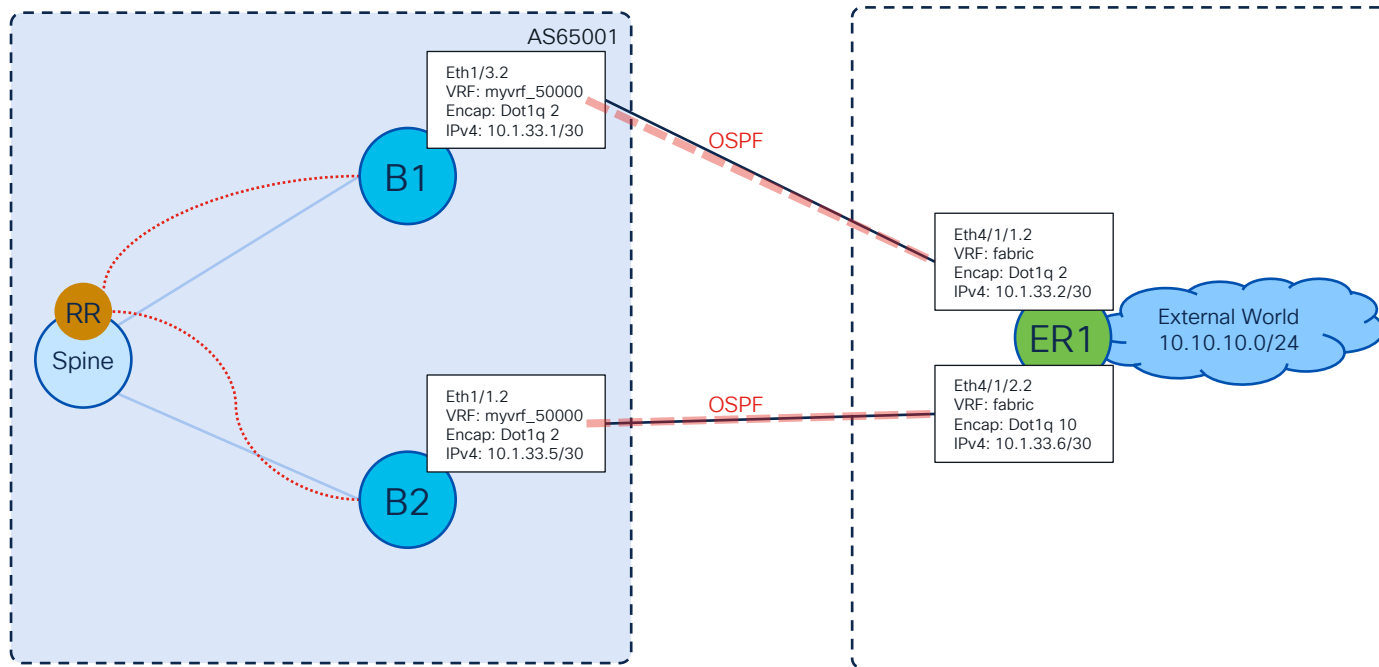 AS65001
Eth1/3.2
VRF: myvrf_50000
Encap: Dot1q 2
IPv4: 10.1.33.1/30
B1
OSPF
Eth4/1/1.2
VRF: fabric
Encap: Dot1q 2
IPv4: 10.1.33.2/30
RR
Spine
ER1
External World
10.10.10.0/24
Eth1/1.2
VRF: myvrf_50000
Encap: Dot1q 2
IPv4: 10.1.33.5/30
B2
OSPF
Eth4/1/2.2
VRF: fabric
Encap: Dot1q 10
IPv4: 10.1.33.6/30